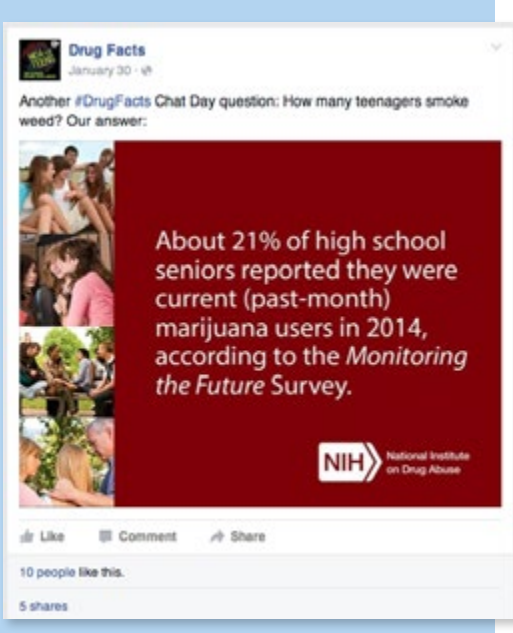 Drug Facts
January 30 ·
Another #DrugFacts Chat Day question: How many teenagers smoke
weed? Our answer:
About 21% of high school
seniors reported they were
current (past-month)
marijuana users in 2014,
according to the Monitoring
the Future Survey.
NIH
National Institute
on Drug Abuse
Like Comment Share
10 people like this.
5 shares